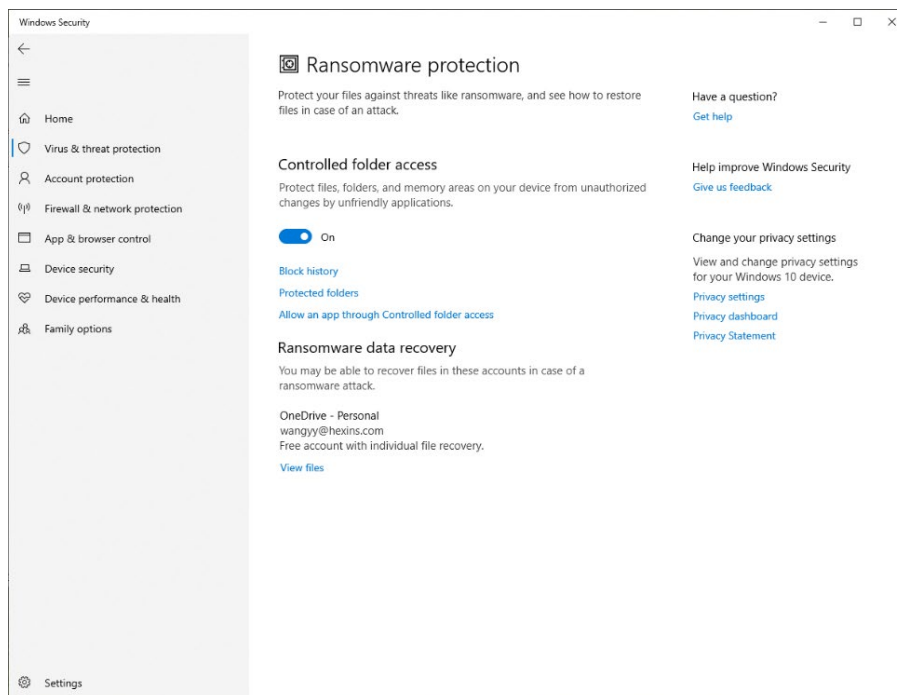 Windows Security
Home
Virus & threat protection
Account protection
Firewall & network protection
App & browser control
Device security
Device performance & health
Family options
Settings
Ransomware protection
Protect your files against threats like ransomware, and see how to restore
files in case of an attack.
Controlled folder access
Protect files, folders, and memory areas on your device from unauthorized
changes by unfriendly applications.
On
Block history
Protected folders
Allow an app through Controlled folder access
Ransomware data recovery
You may be able to recover files in these accounts in case of a
ransomware attack.
OneDrive - Personal
wangyy@hexins.com
Free account with individual file recovery.
View files
Have a question?
Get help
Help improve Windows Security
Give us feedback
Change your privacy settings
View and change privacy settings
for your Windows 10 device.
Privacy settings
Privacy dashboard
Privacy Statement